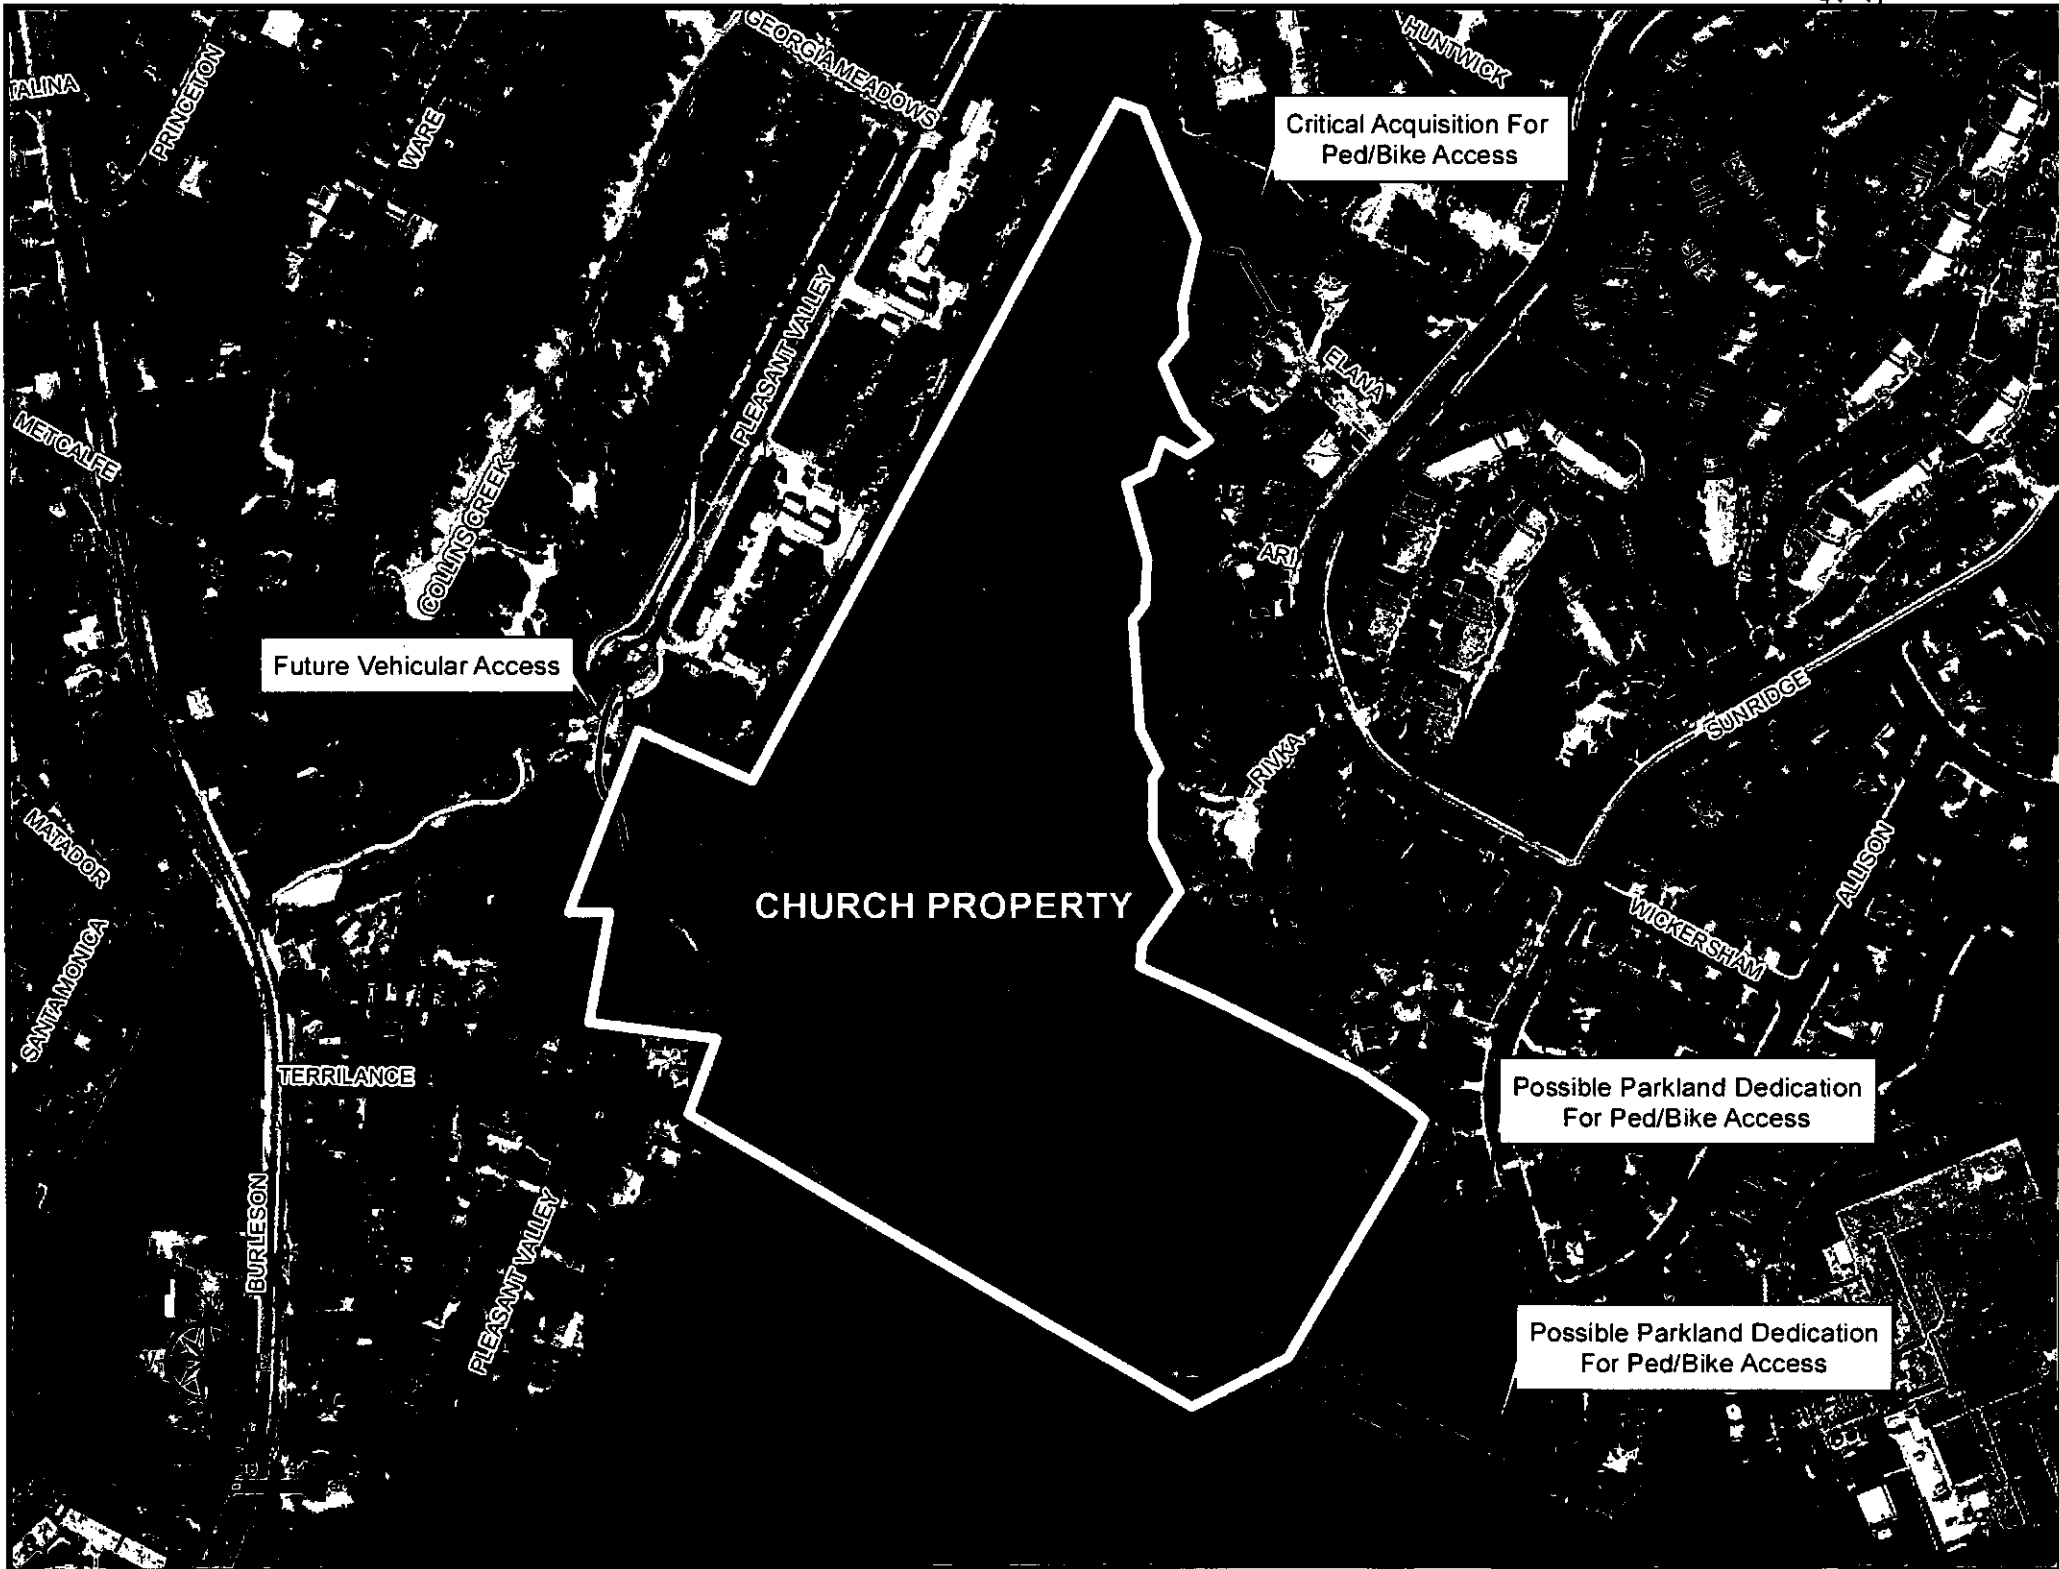 GEORGIA MEADOWS
HUNTWICK
TALINA
PRINCETON
WARE
Critical Acquisition For
Ped/Bike Access
PLEASANT VALLEY
ELANA
METCALFE
COLLINS CREEK
ARI
Future Vehicular Access
SUNRIDGE
RIVKA
MATADOR
ALLISON
CHURCH PROPERTY
WICKERSHAM
SANTA MONICA
TERRILANCE
Possible Parkland Dedication
For Ped/Bike Access
BURLESON
PLEASANT VALLEY
Possible Parkland Dedication
For Ped/Bike Access